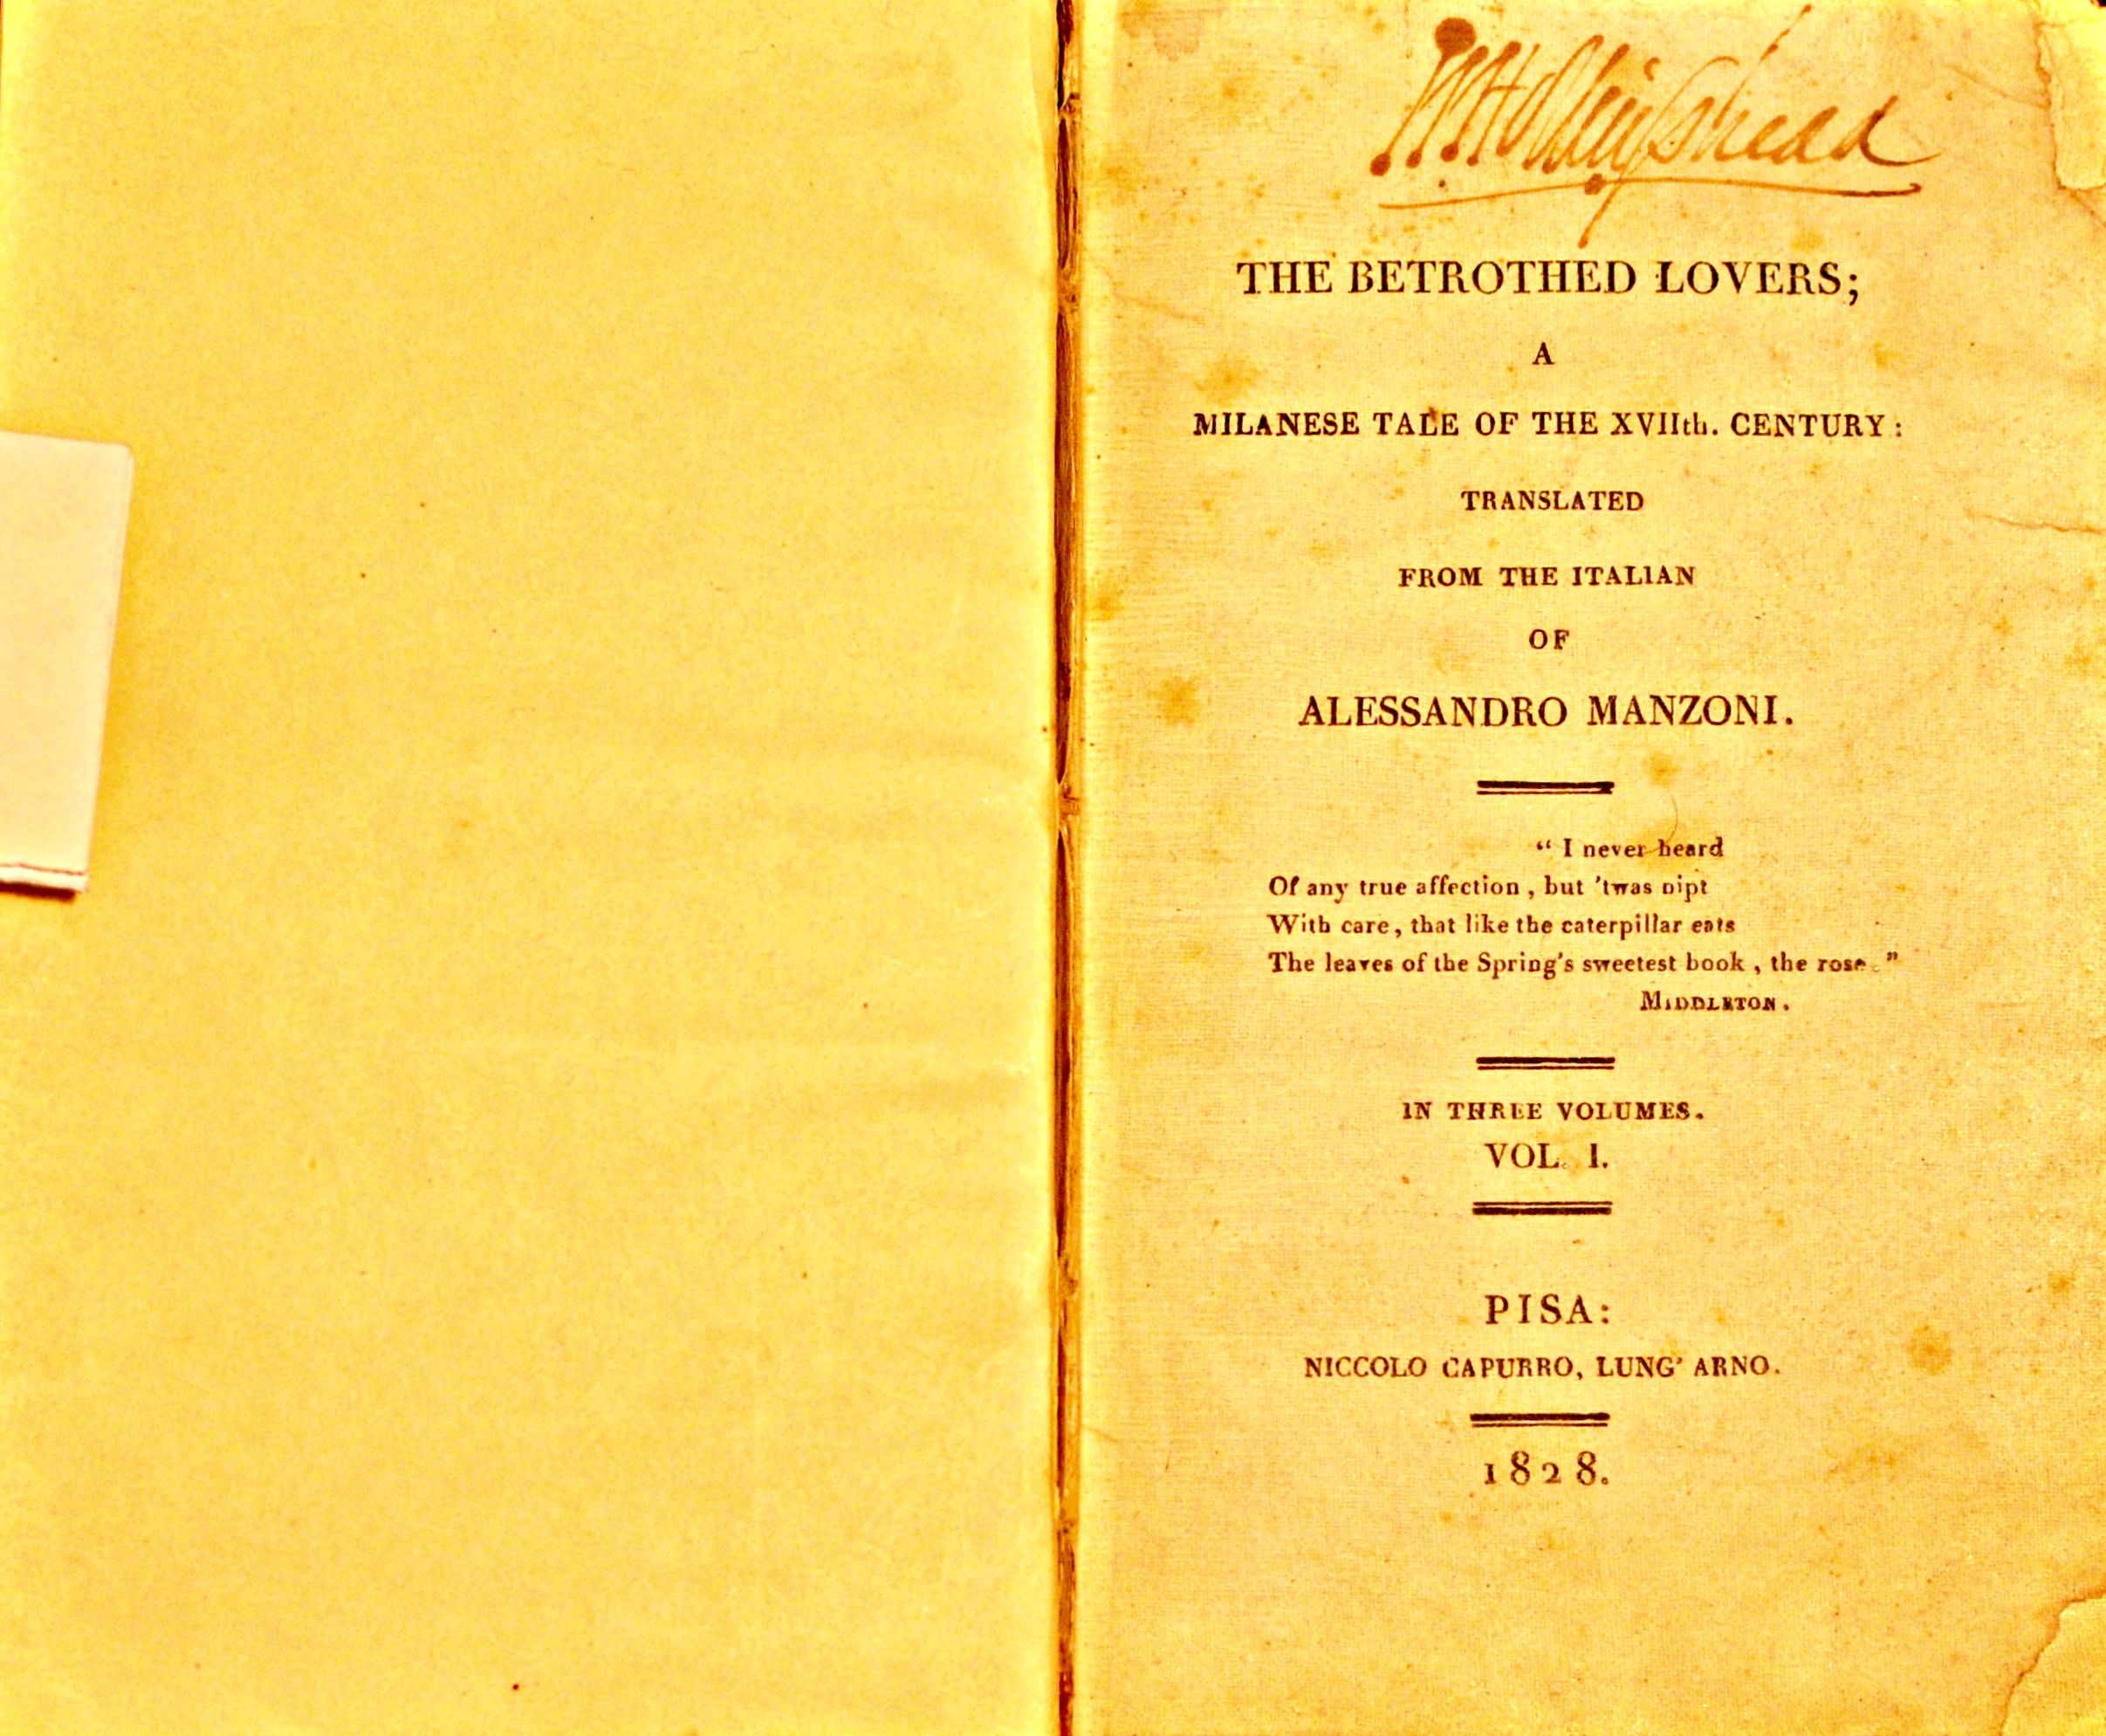 THE BETROTHED LOVERS;
A
MILANESE TALE OF THE XVIIth. CENTURY:
TRANSLATED
FROM THE ITALIAN
OF
ALESSANDRO MANZONI.
“ I never heard
Of any true affection, but 'twas nipt
With care, that like the caterpillar eats
The leaves of the Spring's sweetest book, the rose.”
MIDDLETON.
IN THREE VOLUMES.
VOL. I.
PISA:
NICCOLO CAPURRO, LUNG' ARNO.
1828.